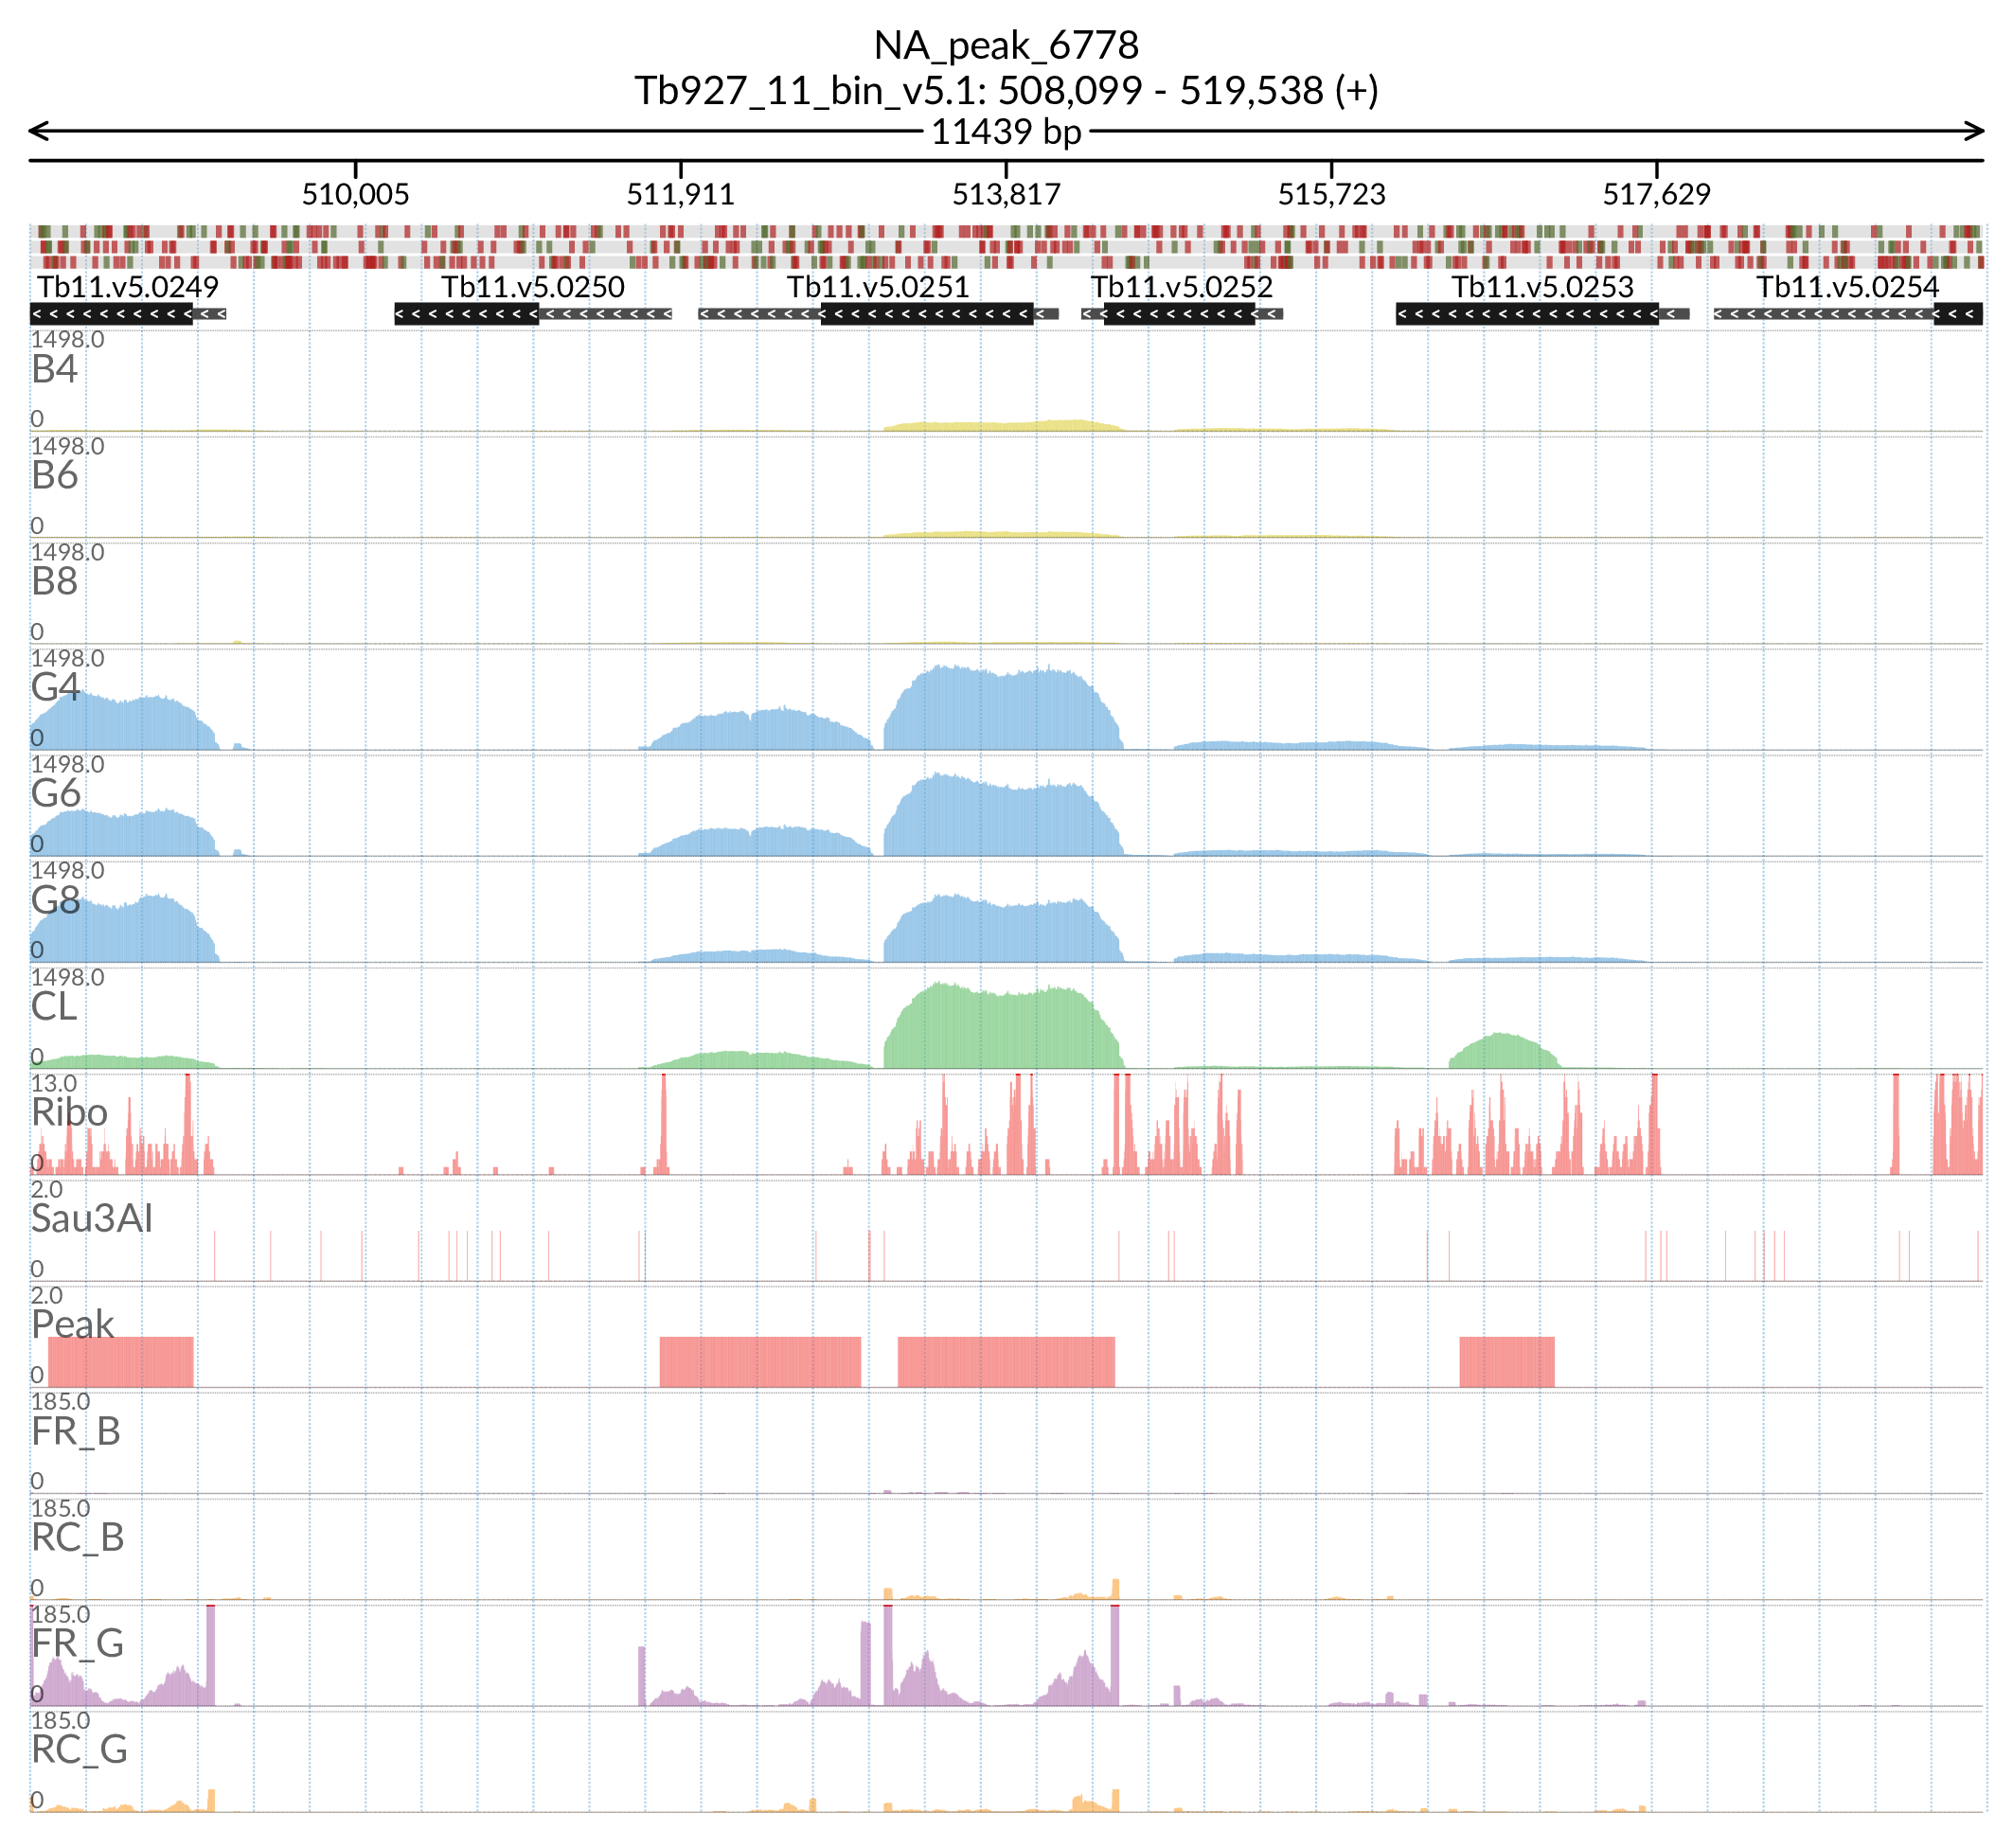 NA_peak_6778
Tb927_11_bin_v5.1: 508,099 - 519,538 (+)
11439 bp
510,005 511,911 513,817 515,723 517,629
Tb11.v5.0249 Tb11.v5.0250 Tb11.v5.0251 Tb11.v5.0252 Tb11.v5.0253 Tb11.v5.0254
1498.0
B4
0
1498.0
B6
0
1498.0
B8
0
1498.0
G4
0
1498.0
G6
0
1498.0
G8
0
1498.0
CL
0
13.0
Ribo
0
2.0
Sau3AI
0
2.0
Peak
0
185.0
FR_B
0
185.0
RC_B
0
185.0
FR_G
0
185.0
RC_G
0